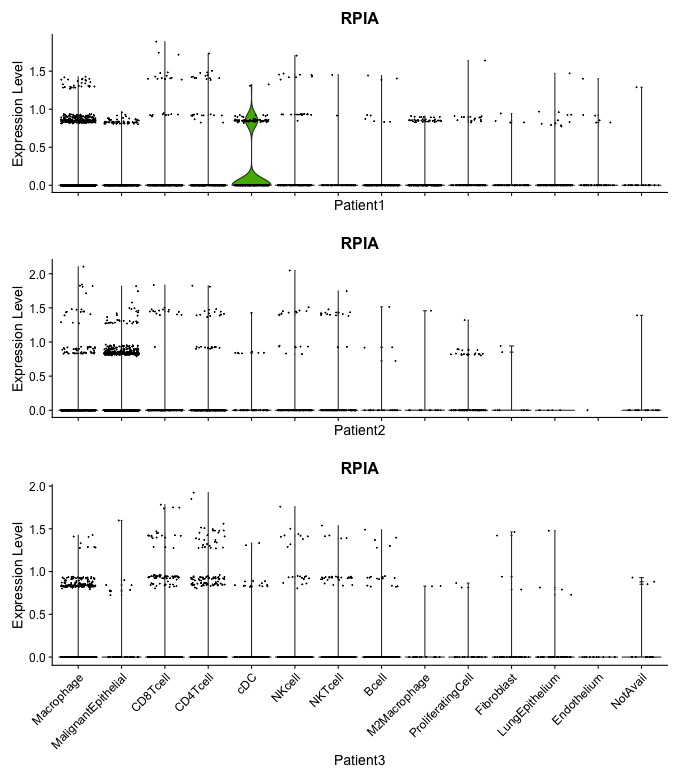 RPIA
Expression Level
1.5
1.0
0.5
0.0
Patient1
RPIA
Expression Level
2.0
1.5
1.0
0.5
0.0
Patient2
RPIA
Expression Level
2.0
1.5
1.0
0.5
0.0
Macrophage
MalignantEpithelial
CD8Tcell
CD4Tcell
cDC
NKcell
NKTcell
Bcell
M2Macrophage
ProliferatingCell
Fibroblast
LungEpithelium
Endothelium
NotAvail
Patient3